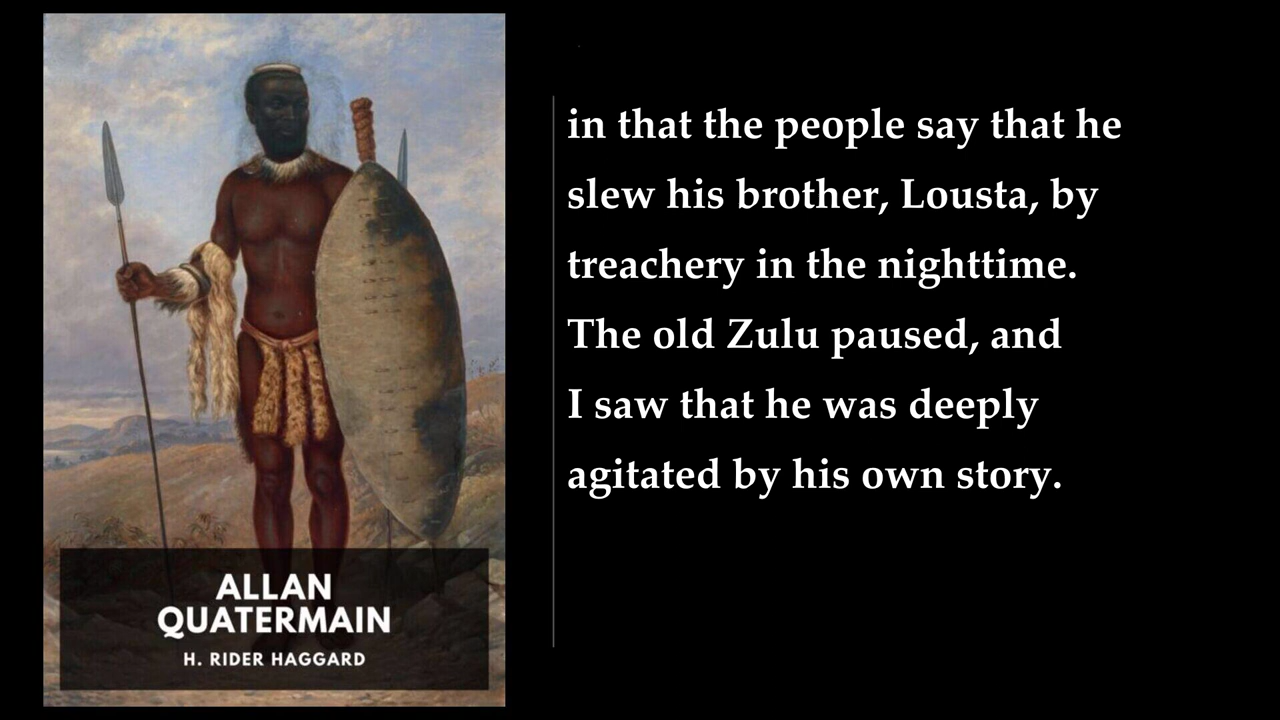 in that the people say that he
slew his brother, Lousta, by
treachery in the nighttime.
The old Zulu paused, and
I saw that he was deeply
agitated by his own story.
ALLAN
QUATERMAIN
H. RIDER HAGGARD